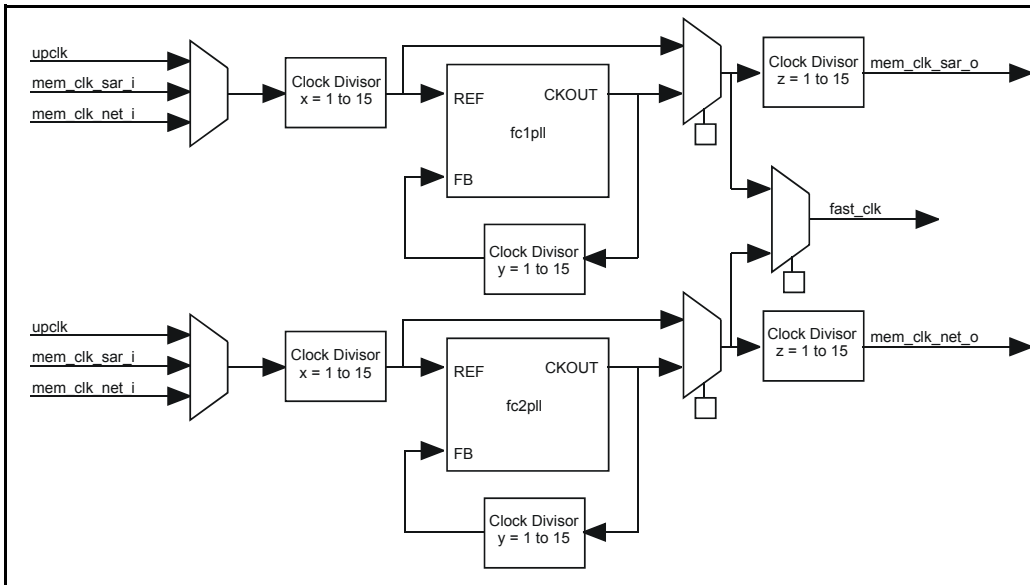 upclk
mem_clk_sar_i
mem_clk_net_i
Clock Divisor
x = 1 to 15
REF
CKOUT
fc1pll
FB
Clock Divisor
y = 1 to 15
Clock Divisor
z = 1 to 15
mem_clk_sar_o
fast_clk
upclk
mem_clk_sar_i
mem_clk_net_i
Clock Divisor
x = 1 to 15
REF
CKOUT
fc2pll
FB
Clock Divisor
y = 1 to 15
Clock Divisor
z = 1 to 15
mem_clk_net_o